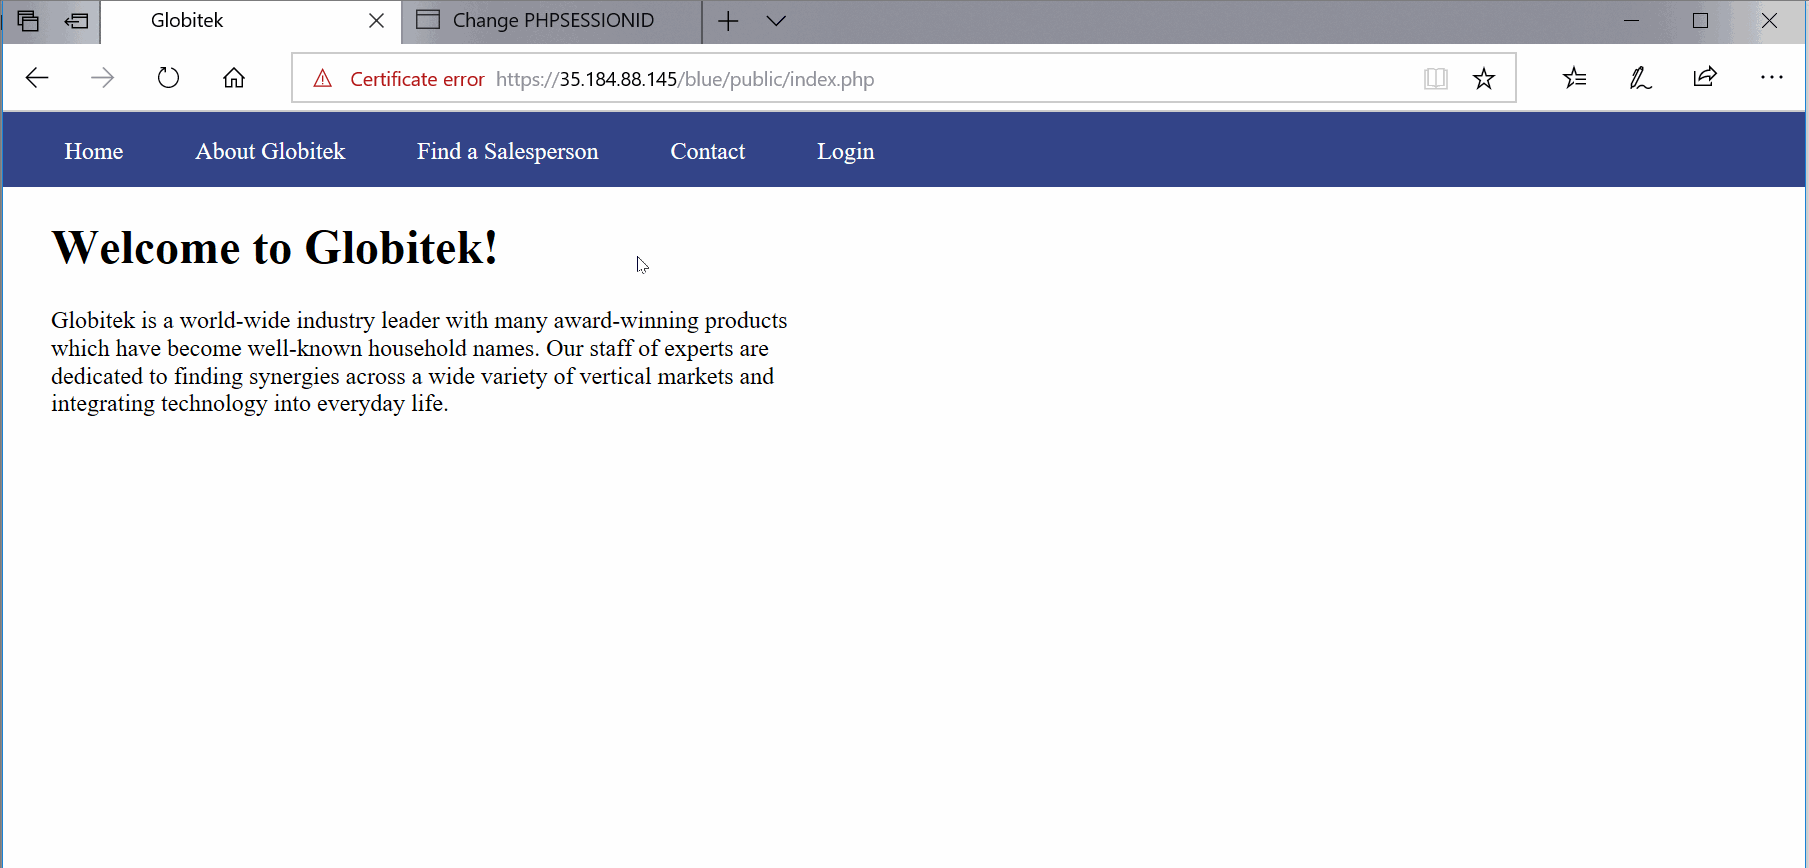 Globitek
Change PHPSESSIONID
Certificate error https://35.184.88.145/blue/public/index.php
Home About Globitek Find a Salesperson Contact Login
Welcome to Globitek!
Globitek is a world-wide industry leader with many award-winning products
which have become well-known household names. Our staff of experts are
dedicated to finding synergies across a wide variety of vertical markets and
integrating technology into everyday life.